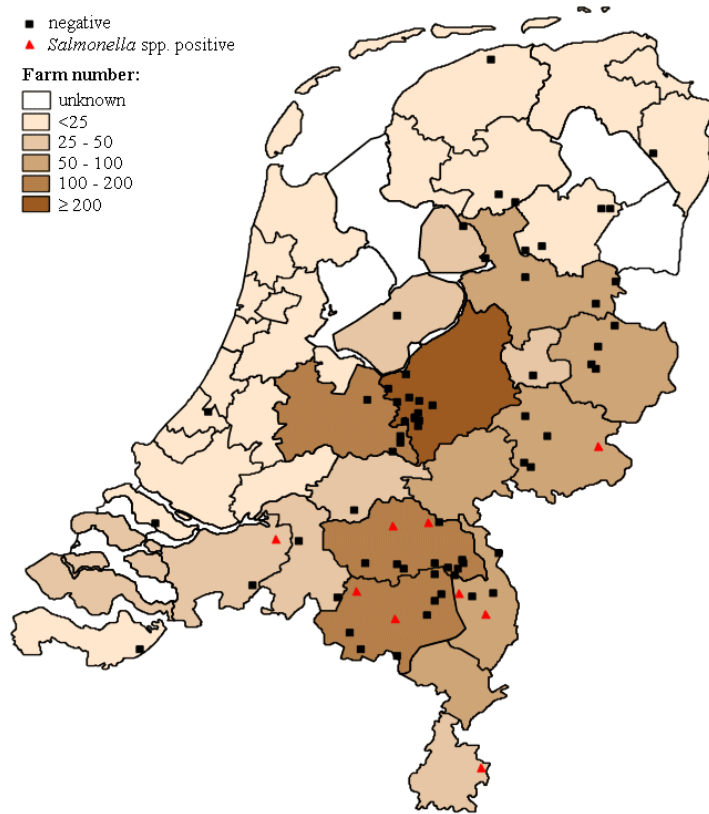 negative
Salmonella spp. positive
Farm number:
unknown
<25
25 - 50
50 - 100
100 - 200
≥ 200